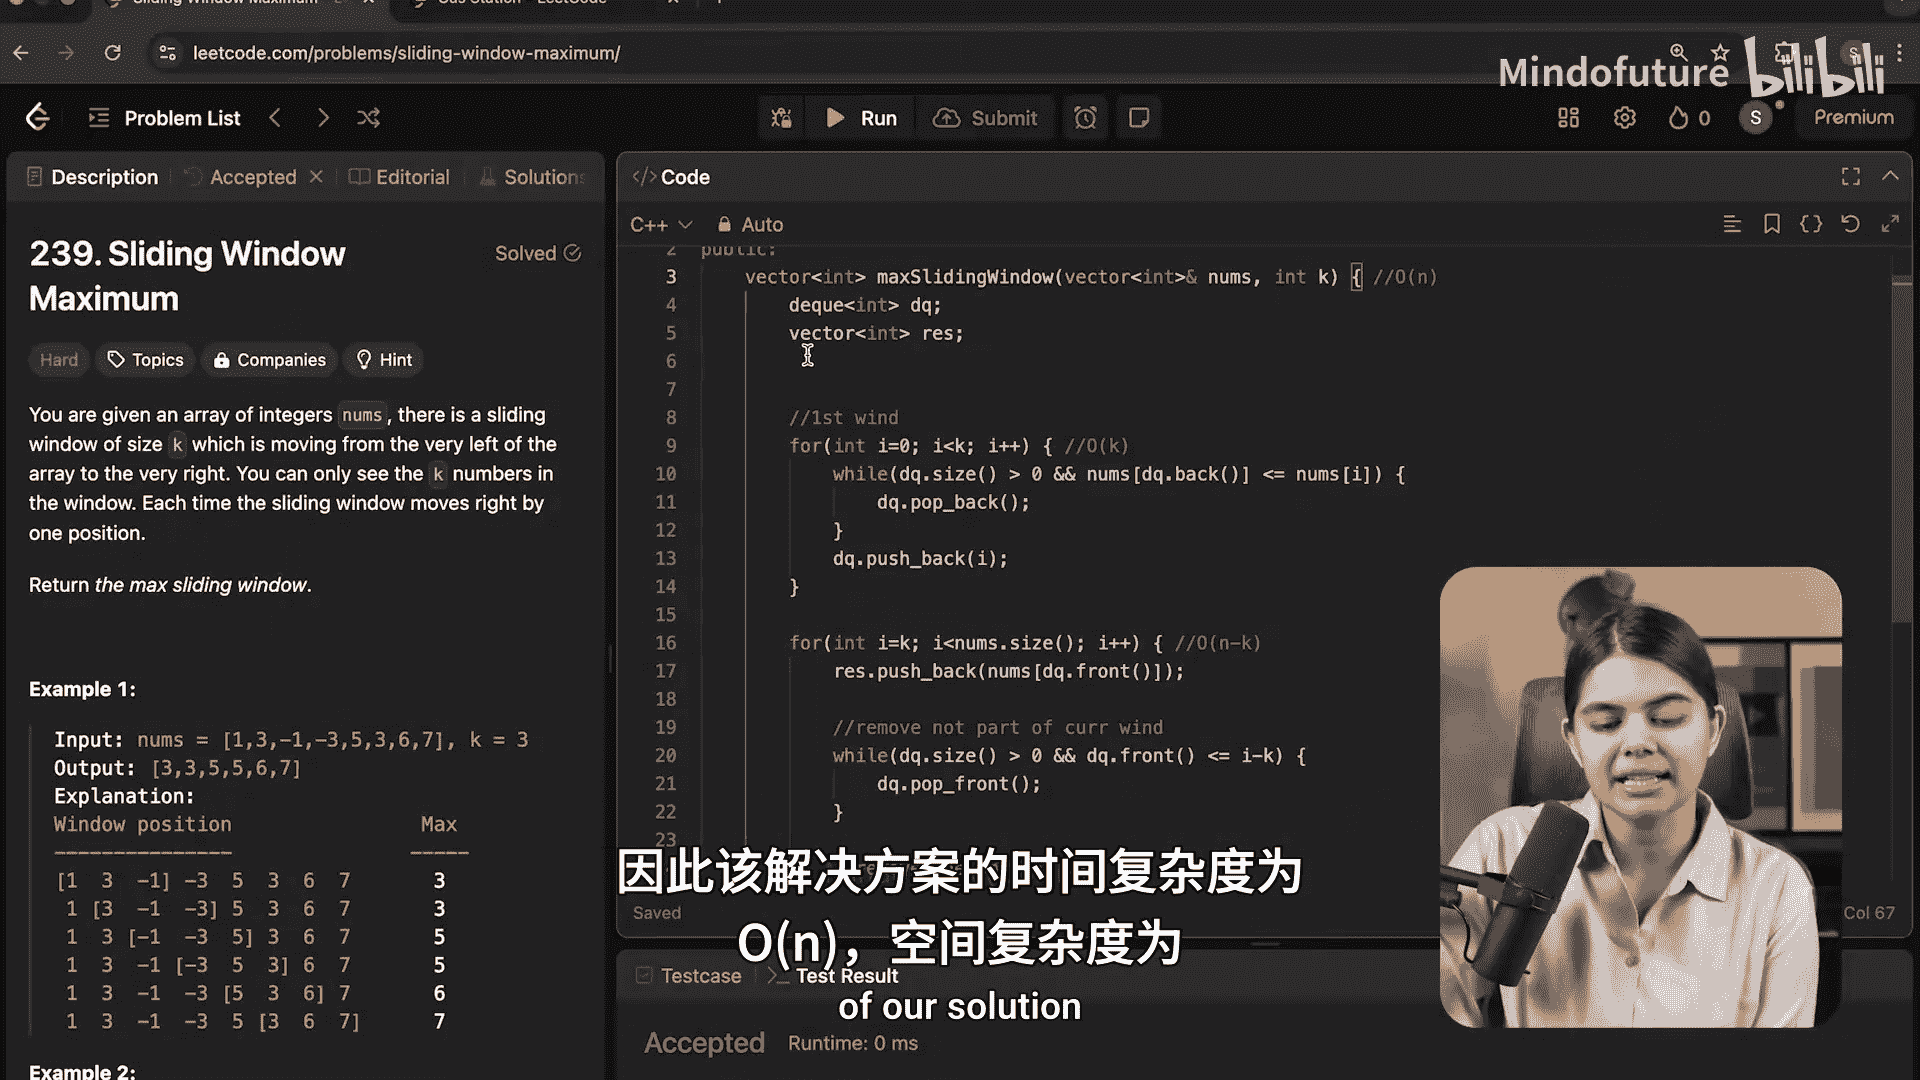 Sliding Window Maximum
Gas Station - LeetCode
leetcode.com/problems/sliding-window-maximum/
Mindofuture bilibili
Problem List
Run
Submit
0
S
Premium
Description
Accepted
Editorial
Solutions
</> Code
C++
Auto
239. Sliding Window Maximum
Solved
Hard
Topics
Companies
Hint
You are given an array of integers nums, there is a sliding
window of size k which is moving from the very left of the
array to the very right. You can only see the k numbers in
the window. Each time the sliding window moves right by
one position.
Return the max sliding window.
Example 1:
Input: nums = [1,3,-1,-3,5,3,6,7], k = 3
Output: [3,3,5,5,6,7]
Explanation:
Window position Max
--------------- -----
[1 3 -1] -3 5 3 6 7 3
1 [3 -1 -3] 5 3 6 7 3
1 3 [-1 -3 5] 3 6 7 5
1 3 -1 [-3 5 3] 6 7 5
1 3 -1 -3 [5 3 6] 7 6
1 3 -1 -3 5 [3 6 7] 7
Example 2:
2 public:
3 vector<int> maxSlidingWindow(vector<int>& nums, int k) { //O(n)
4 deque<int> dq;
5 vector<int> res;
6
7
8 //1st wind
9 for(int i=0; i<k; i++) { //O(k)
10 while(dq.size() > 0 && nums[dq.back()] <= nums[i]) {
11 dq.pop_back();
12 }
13 dq.push_back(i);
14 }
15
16 for(int i=k; i<nums.size(); i++) { //O(n-k)
17 res.push_back(nums[dq.front()]);
18
19 //remove not part of curr wind
20 while(dq.size() > 0 && dq.front() <= i-k) {
21 dq.pop_front();
22 }
23
Saved
Col 67
因此该解决方案的时间复杂度为
O(n)，空间复杂度为
of our solution
Testcase
Test Result
Accepted
Runtime: 0 ms